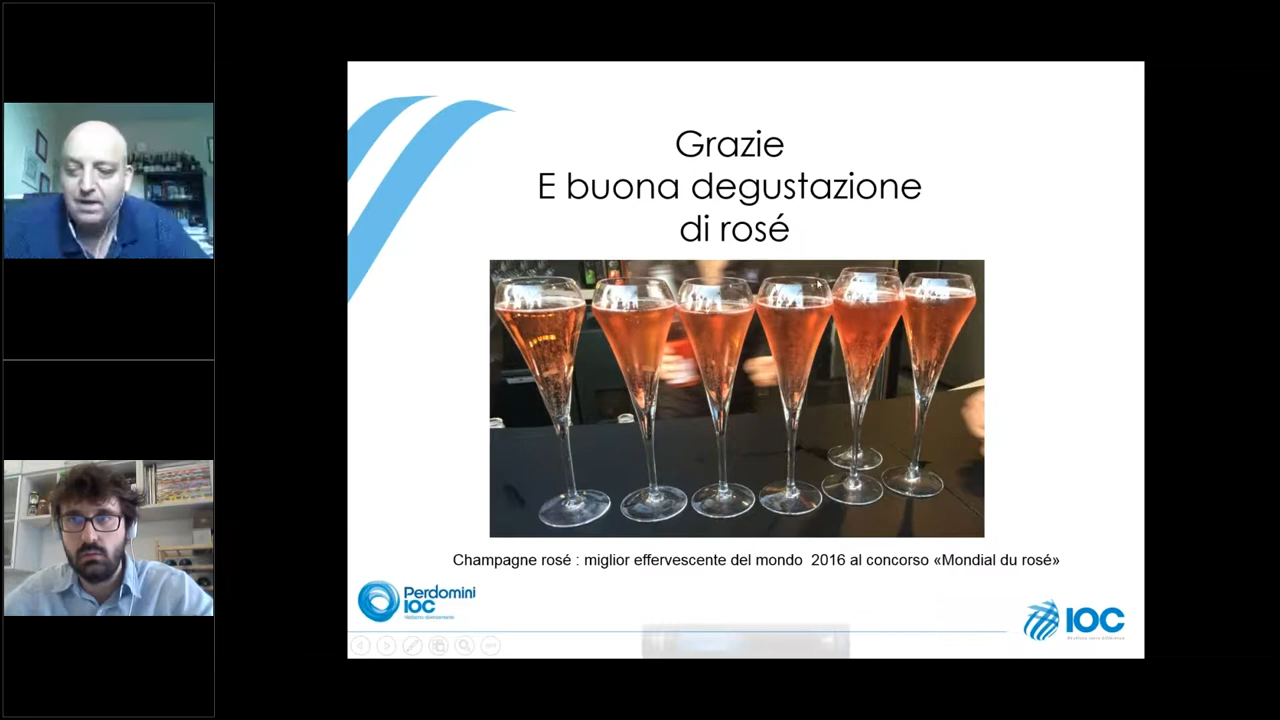 Grazie
E buona degustazione
di rosé
Champagne rosé : miglior effervescente del mondo 2016 al concorso «Mondial du rosé»
Perdomini
IOC
IOC